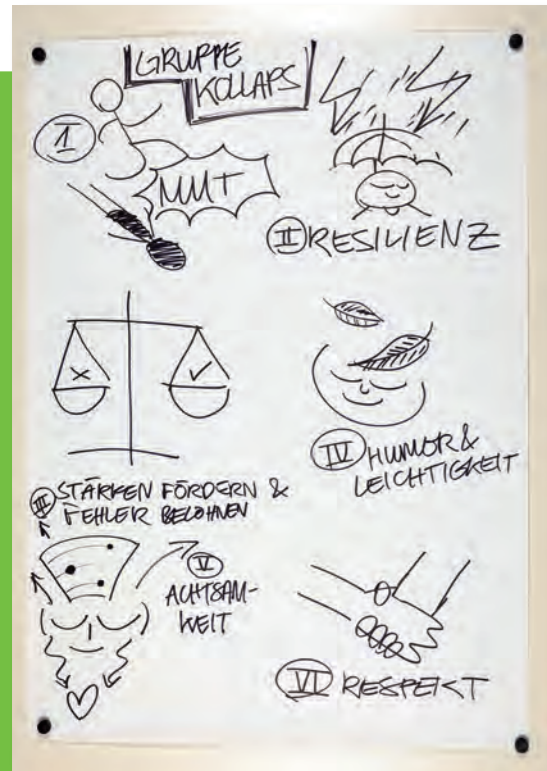 GRUPPE
KOLLAPS
I
MUT
II RESILIENZ
III STÄRKEN FÖRDERN &
FEHLER BELOHNEN
IV HUMOR &
LEICHTIGKEIT
V
ACHTSAM-
KEIT
VI RESPEKT